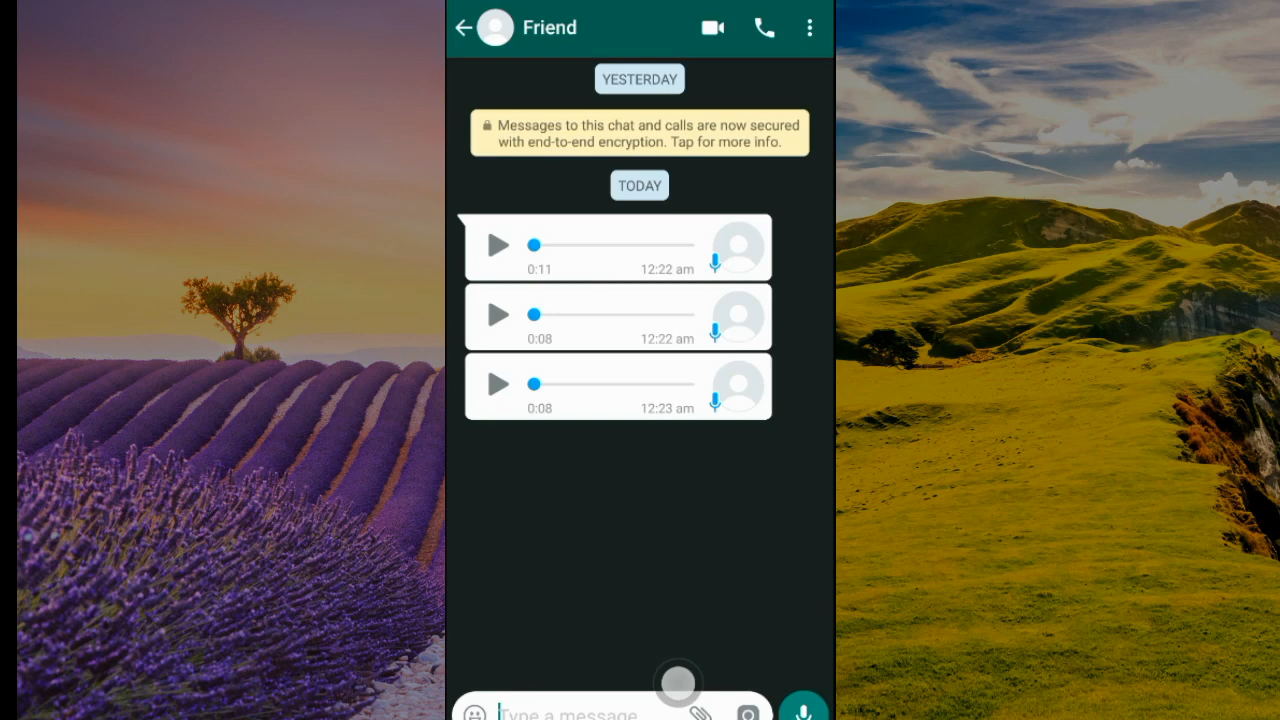 Friend
YESTERDAY
Messages to this chat and calls are now secured
with end-to-end encryption. Tap for more info.
TODAY
0:11 12:22 am
0:08 12:22 am
0:08 12:23 am
Type a message